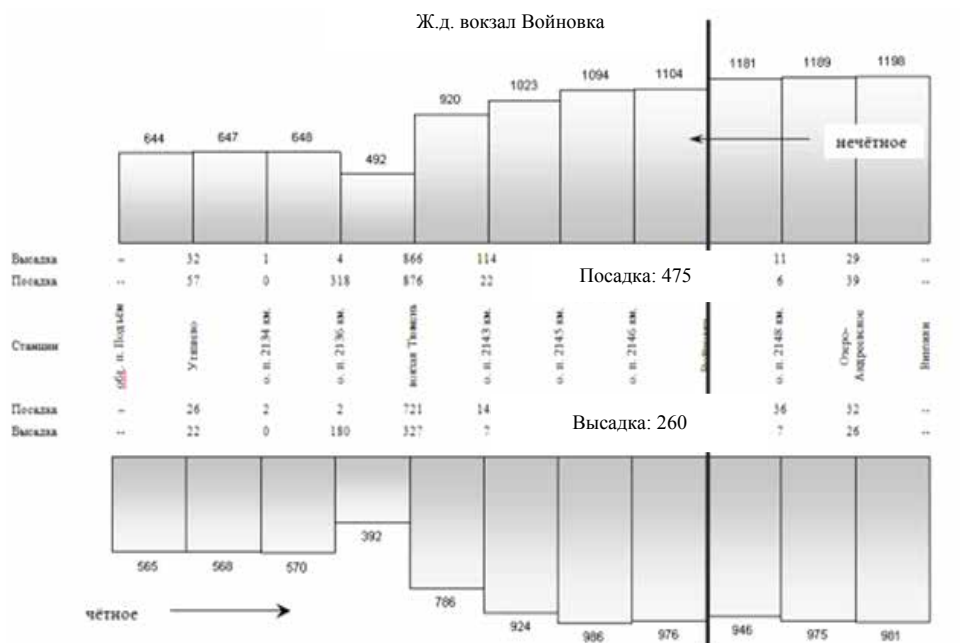 Ж.д. вокзал Войновка
644 647 648 492 920 1023 1094 1104 1181 1189 1198
нечётное
Высадка -- 32 1 4 866 114 11 29 --
Посадка -- 57 0 318 876 22 Посадка: 475 6 39 --
Станции обд. п. Подъём Утяшево о. п. 2134 км. о. п. 2136 км. вокзал Тюмень о. п. 2143 км. о. п. 2145 км. о. п. 2146 км. о. п. 2148 км. Озеро-Андреевское Винзили
Посадка -- 26 2 2 721 14 36 32 --
Высадка -- 22 0 180 327 7 Высадка: 260 7 26 --
565 568 570 392 786 924 986 976 946 975 981
чётное